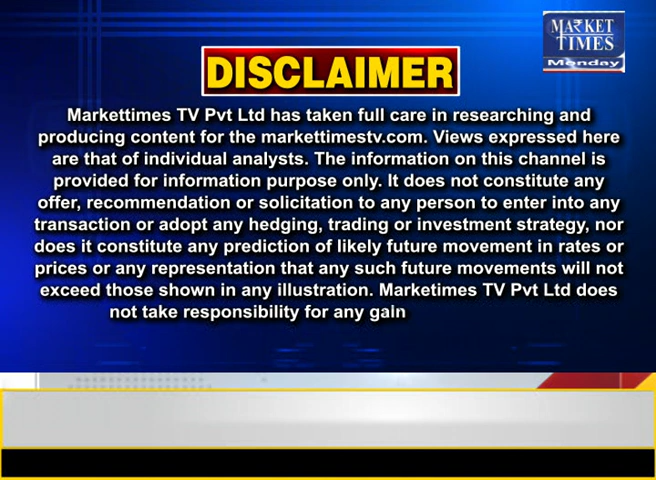 MARKET
TIMES
Monday
DISCLAIMER
Markettimes TV Pvt Ltd has taken full care in researching and
producing content for the markettimestv.com. Views expressed here
are that of individual analysts. The information on this channel is
provided for information purpose only. It does not constitute any
offer, recommendation or solicitation to any person to enter into any
transaction or adopt any hedging, trading or investment strategy, nor
does it constitute any prediction of likely future movement in rates or
prices or any representation that any such future movements will not
exceed those shown in any illustration. Marketimes TV Pvt Ltd does
not take responsibility for any gain